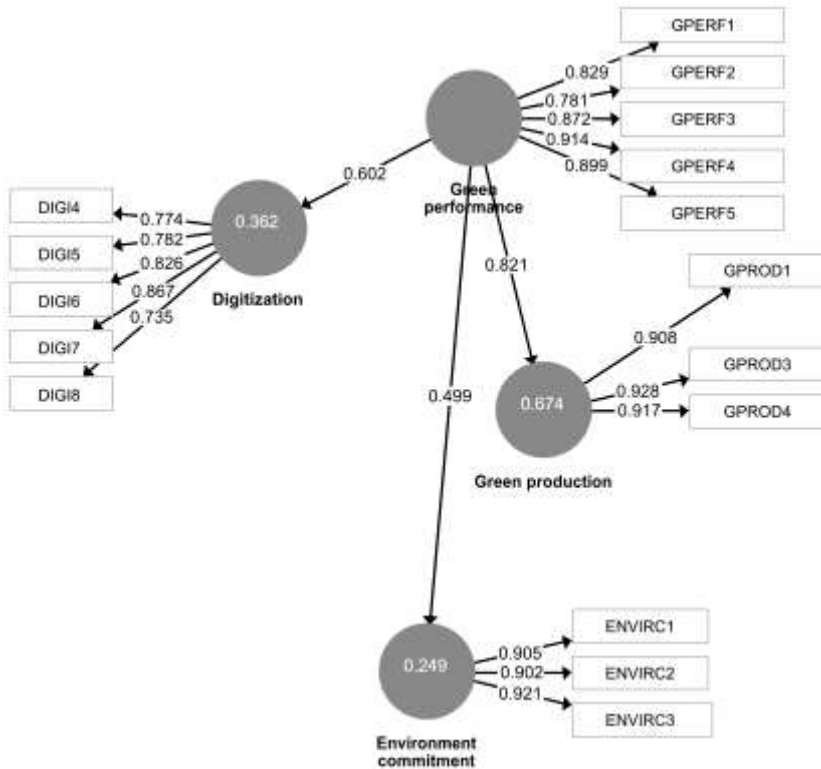 GPERF1
0.829
GPERF2
0.781
0.872
GPERF3
0.914
GPERF4
0.899
GPERF5
Green
performance
0.602
DIGI4
0.774
0.362
DIGI5
0.782
DIGI6
0.826
0.867
DIGI7
0.735
DIGI8
Digitization
0.821
GPROD1
0.908
GPROD3
0.928
0.674
GPROD4
0.917
Green production
0.499
ENVIRC1
0.905
0.249
ENVIRC2
0.902
ENVIRC3
0.921
Environment
commitment